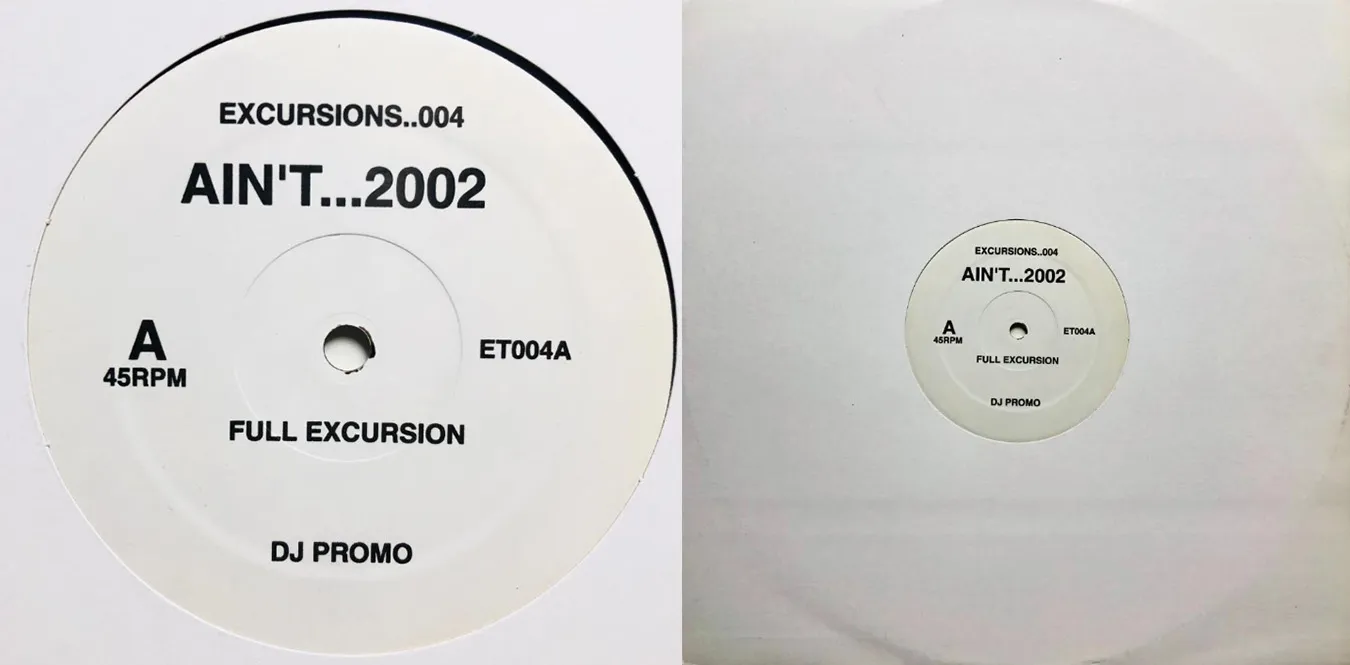 EXCURSIONS..004
AIN'T...2002
A
45RPM
ET004A
FULL EXCURSION
DJ PROMO
EXCURSIONS..004
AIN'T...2002
A
45RPM
ET004A
FULL EXCURSION
DJ PROMO